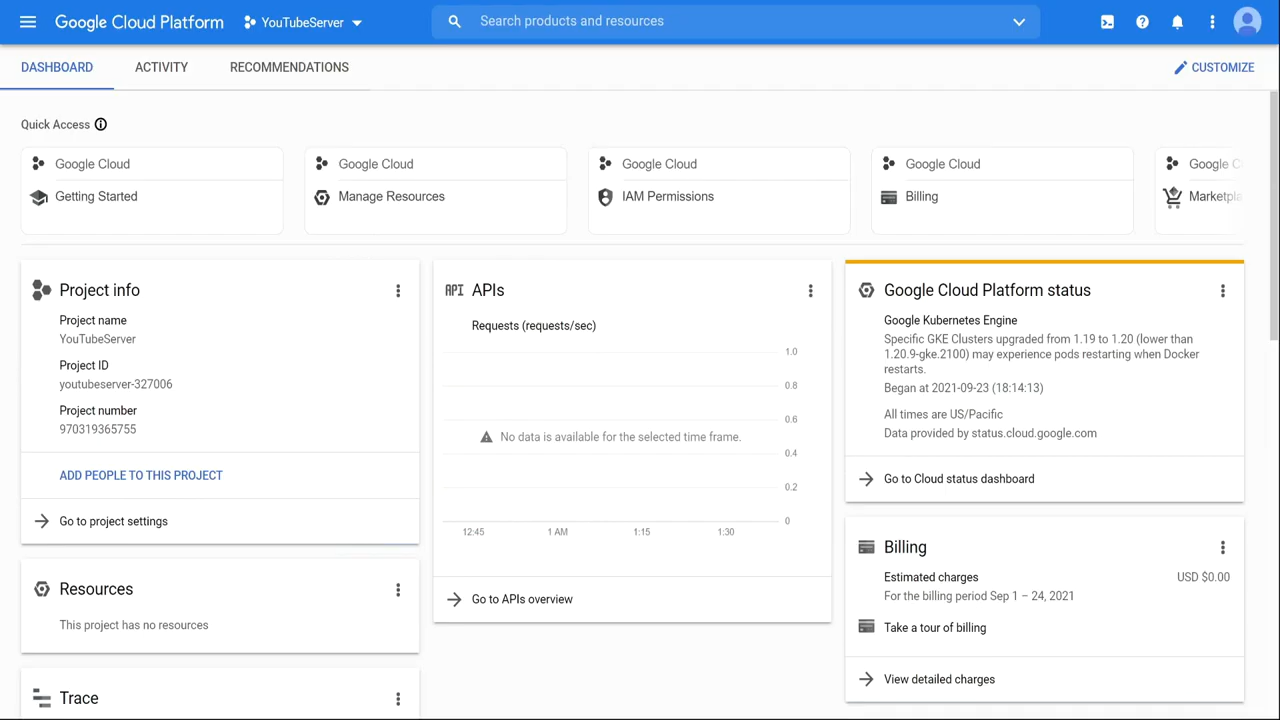 Google Cloud Platform YouTubeServer Search products and resources
DASHBOARD ACTIVITY RECOMMENDATIONS CUSTOMIZE
Quick Access
Google Cloud
Getting Started
Google Cloud
Manage Resources
Google Cloud
IAM Permissions
Google Cloud
Billing
Google C
Marketpla
Project info
Project name
YouTubeServer
Project ID
youtubeserver-327006
Project number
970319365755
ADD PEOPLE TO THIS PROJECT
Go to project settings
Resources
This project has no resources
Trace
API APIs
Requests (requests/sec)
1.0
0.8
0.6
No data is available for the selected time frame.
0.4
0.2
0
12:45 1 AM 1:15 1:30
Go to APIs overview
Google Cloud Platform status
Google Kubernetes Engine
Specific GKE Clusters upgraded from 1.19 to 1.20 (lower than
1.20.9-gke.2100) may experience pods restarting when Docker
restarts.
Began at 2021-09-23 (18:14:13)
All times are US/Pacific
Data provided by status.cloud.google.com
Go to Cloud status dashboard
Billing
Estimated charges USD $0.00
For the billing period Sep 1 – 24, 2021
Take a tour of billing
View detailed charges